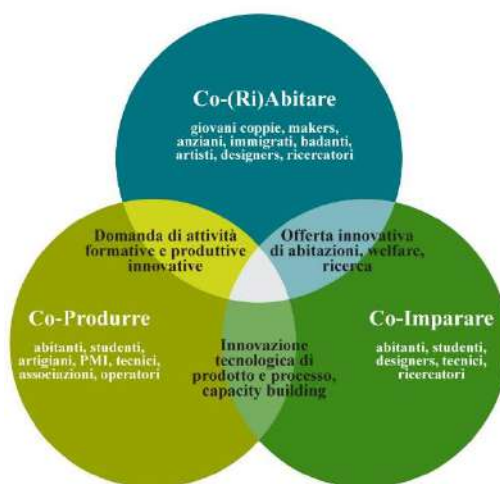 Co-(Ri)Abitare
giovani coppie, makers,
anziani, immigrati, badanti,
artisti, designers, ricercatori
Domanda di attività
formative e produttive
innovative
Offerta innovativa
di abitazioni, welfare,
ricerca
Co-Produrre
abitanti, studenti,
artigiani, PMI, tecnici,
associazioni, operatori
Innovazione
tecnologica di
prodotto e processo,
capacity building
Co-Imparare
abitanti, studenti,
designers, tecnici,
ricercatori